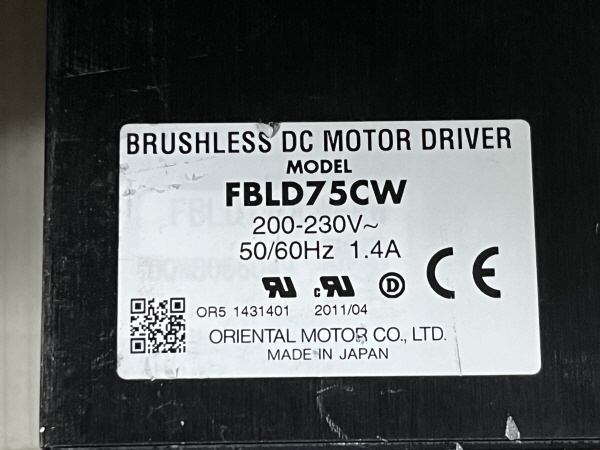 BRUSHLESS DC MOTOR DRIVER
MODEL
FBLD75CW
200-230V~
50/60Hz 1.4A
OR5 1431401 2011/04
ORIENTAL MOTOR CO., LTD.
MADE IN JAPAN